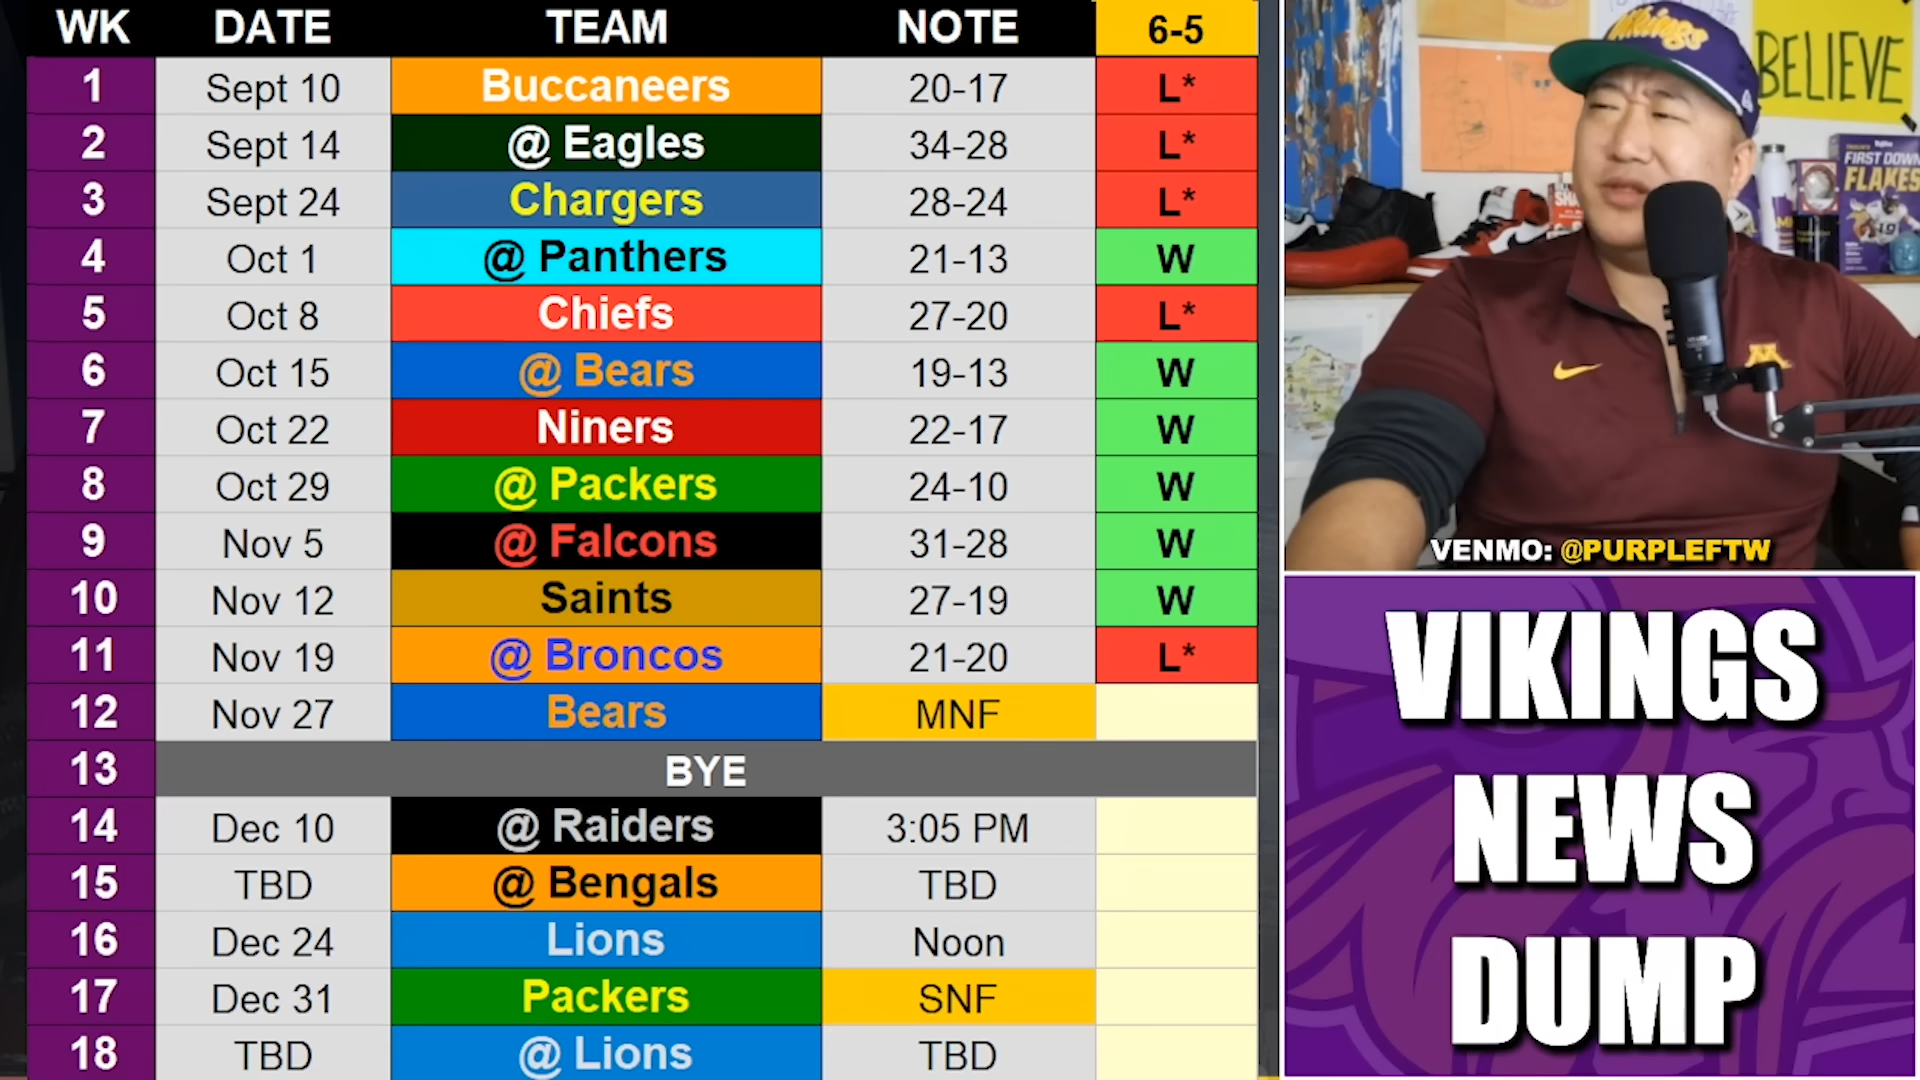 WK DATE TEAM NOTE 6-5
1 Sept 10 Buccaneers 20-17 L*
2 Sept 14 @ Eagles 34-28 L*
3 Sept 24 Chargers 28-24 L*
4 Oct 1 @ Panthers 21-13 W
5 Oct 8 Chiefs 27-20 L*
6 Oct 15 @ Bears 19-13 W
7 Oct 22 Niners 22-17 W
8 Oct 29 @ Packers 24-10 W
9 Nov 5 @ Falcons 31-28 W
10 Nov 12 Saints 27-19 W
11 Nov 19 @ Broncos 21-20 L*
12 Nov 27 Bears MNF
13 BYE
14 Dec 10 @ Raiders 3:05 PM
15 TBD @ Bengals TBD
16 Dec 24 Lions Noon
17 Dec 31 Packers SNF
18 TBD @ Lions TBD
Vikings
BELIEVE
FIRST DOWN
FLAKES
M
VENMO: @PURPLEFTW
VIKINGS
NEWS
DUMP